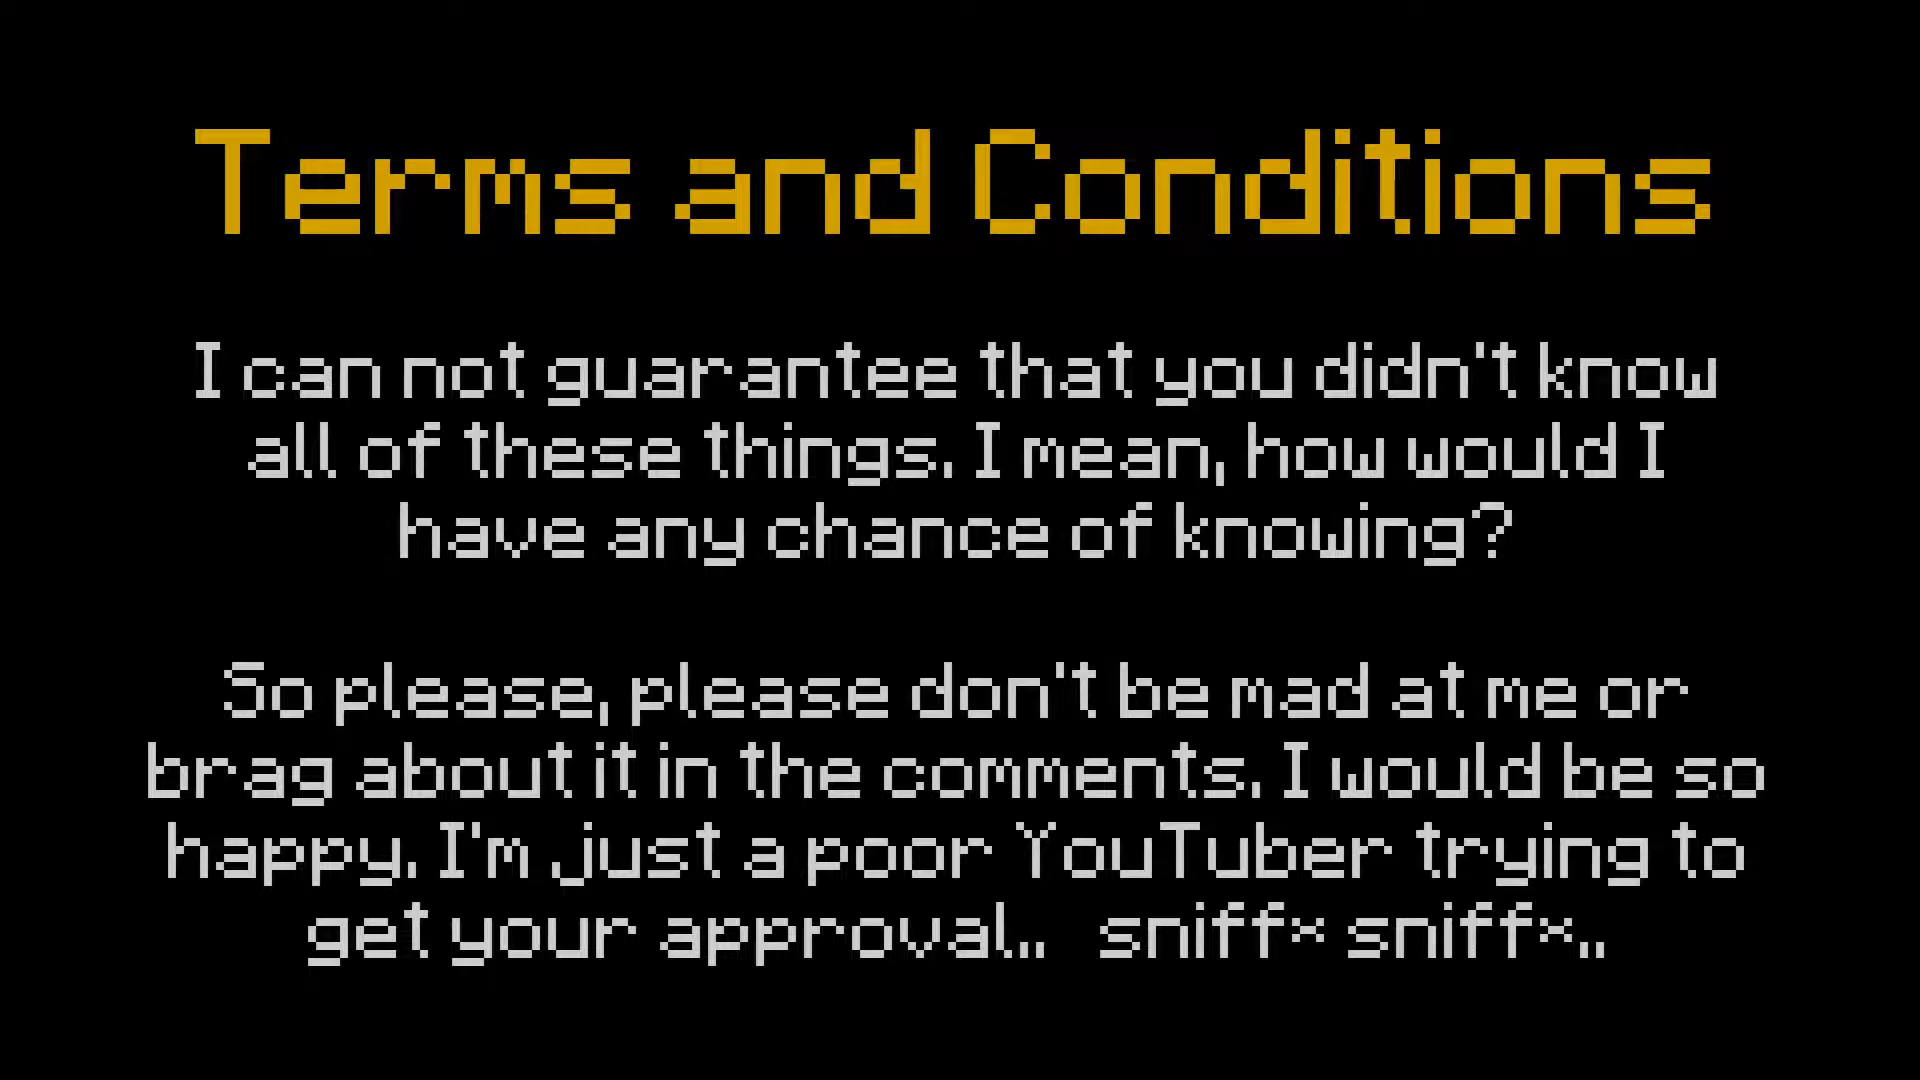 Terms and Conditions
I can not guarantee that you didn't know
all of these things. I mean, how would I
have any chance of knowing?
So please, please don't be mad at me or
brag about it in the comments. I would be so
happy. I'm just a poor YouTuber trying to
get your approval..  sniff× sniff×..